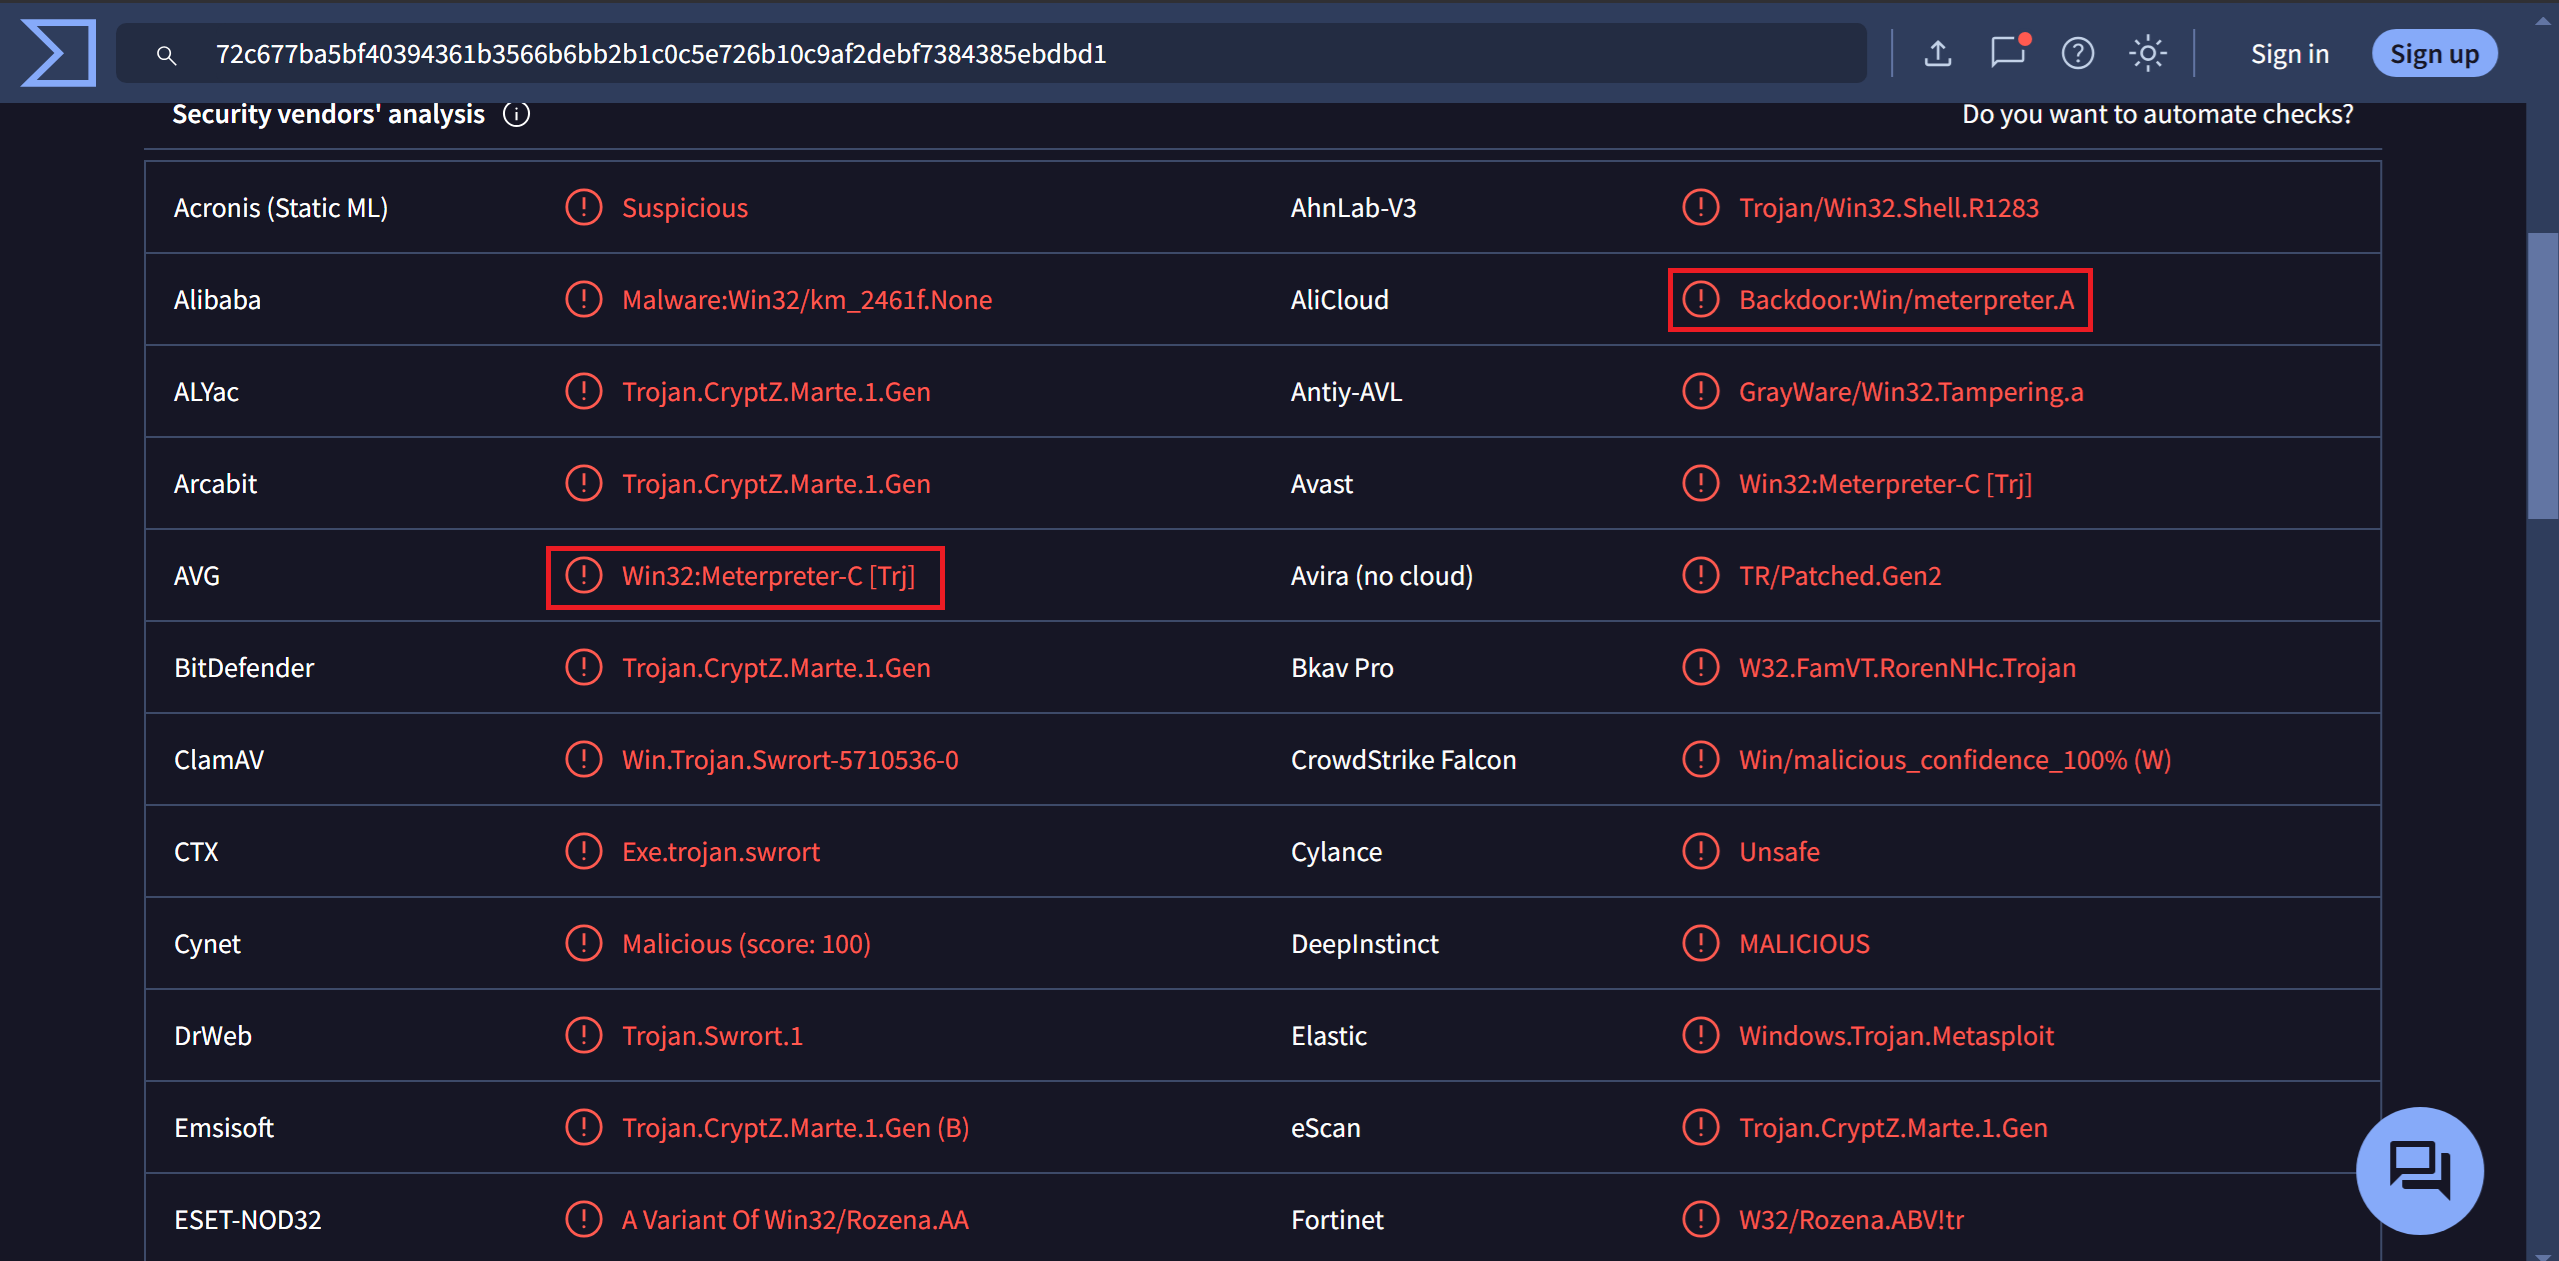 72c677ba5bf40394361b3566b6bb2b1c0c5e726b10c9af2debf7384385ebdbd1
Sign in
Sign up
Security vendors' analysis
Do you want to automate checks?
Acronis (Static ML) Suspicious AhnLab-V3 Trojan/Win32.Shell.R1283
Alibaba Malware:Win32/km_2461f.None AliCloud Backdoor:Win/meterpreter.A
ALYac Trojan.CryptZ.Marte.1.Gen Antiy-AVL GrayWare/Win32.Tampering.a
Arcabit Trojan.CryptZ.Marte.1.Gen Avast Win32:Meterpreter-C [Trj]
AVG Win32:Meterpreter-C [Trj] Avira (no cloud) TR/Patched.Gen2
BitDefender Trojan.CryptZ.Marte.1.Gen Bkav Pro W32.FamVT.RorenNHc.Trojan
ClamAV Win.Trojan.Swrort-5710536-0 CrowdStrike Falcon Win/malicious_confidence_100% (W)
CTX Exe.trojan.swrort Cylance Unsafe
Cynet Malicious (score: 100) DeepInstinct MALICIOUS
DrWeb Trojan.Swrort.1 Elastic Windows.Trojan.Metasploit
Emsisoft Trojan.CryptZ.Marte.1.Gen (B) eScan Trojan.CryptZ.Marte.1.Gen
ESET-NOD32 A Variant Of Win32/Rozena.AA Fortinet W32/Rozena.ABV!tr